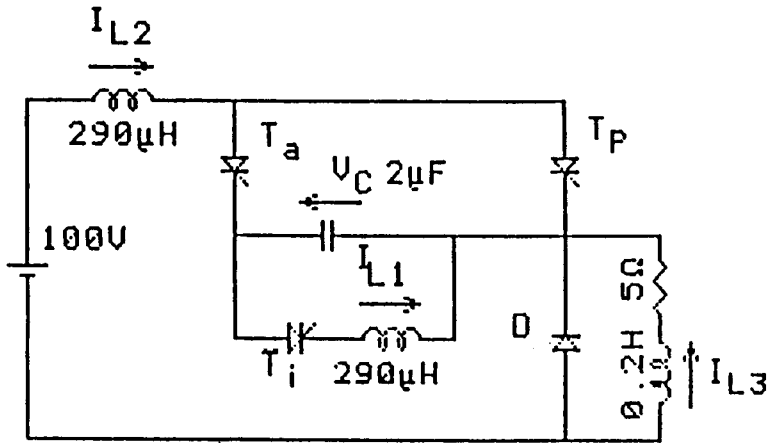 I_L2
290μH
T_a
T_P
V_C 2μF
100V
I_L1
T_i
290μH
D
5Ω
0.2H
I_L3